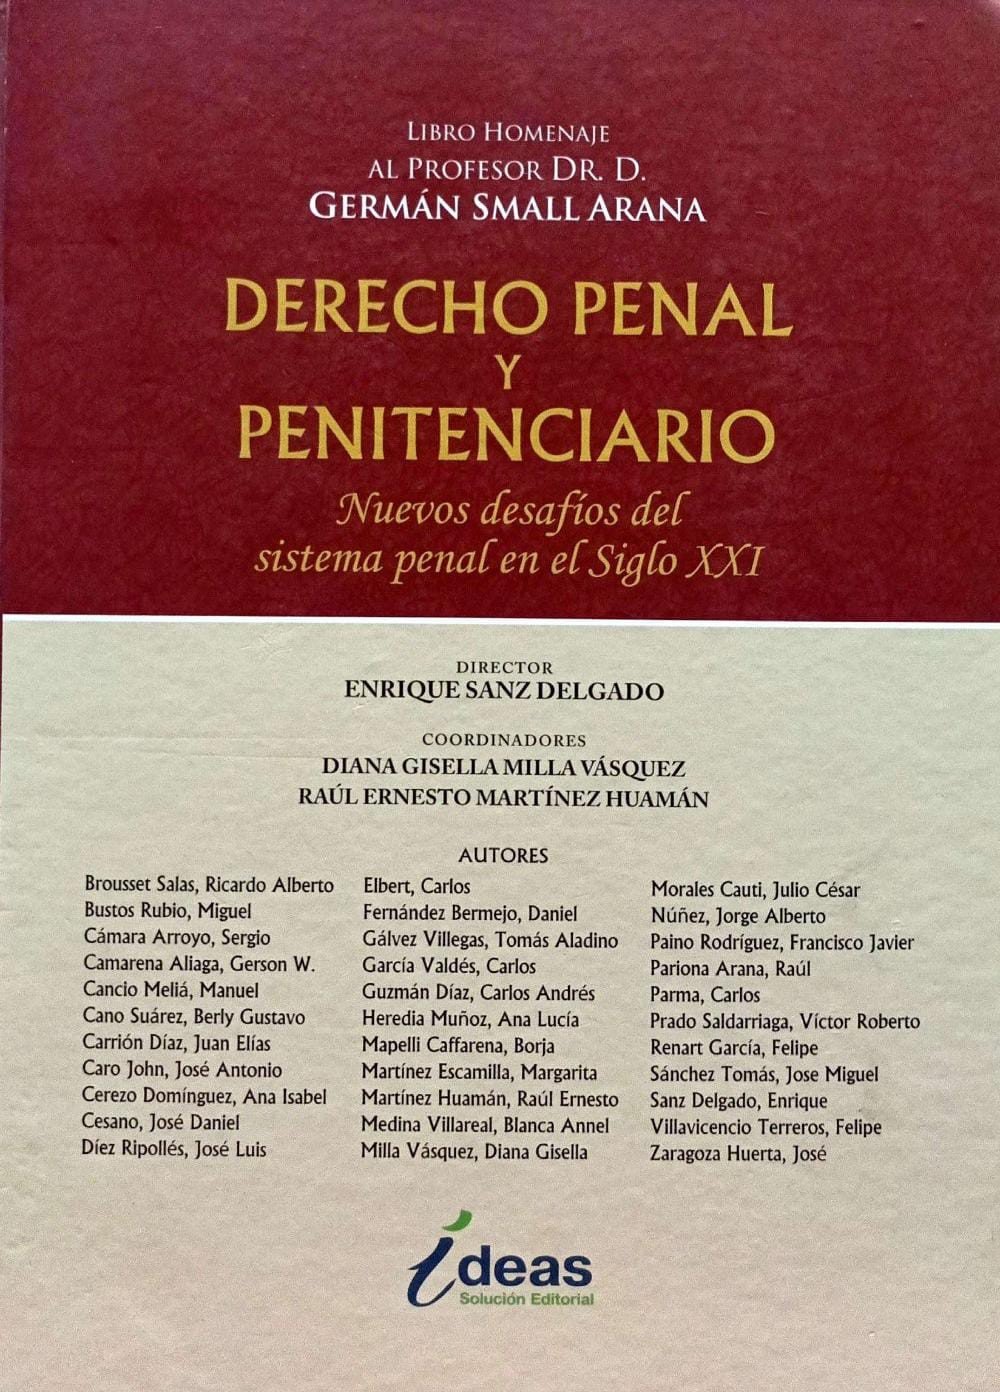 LIBRO HOMENAJE
AL PROFESOR DR. D.
GERMÁN SMALL ARANA
DERECHO PENAL
Y
PENITENCIARIO
Nuevos desafíos del
sistema penal en el Siglo XXI
DIRECTOR
ENRIQUE SANZ DELGADO
COORDINADORES
DIANA GISELLA MILLA VÁSQUEZ
RAÚL ERNESTO MARTÍNEZ HUAMÁN
AUTORES
Brousset Salas, Ricardo Alberto
Bustos Rubio, Miguel
Cámara Arroyo, Sergio
Camarena Aliaga, Gerson W.
Cancio Meliá, Manuel
Cano Suárez, Berly Gustavo
Carrión Díaz, Juan Elías
Caro John, José Antonio
Cerezo Domínguez, Ana Isabel
Cesano, José Daniel
Díez Ripollés, José Luis
Elbert, Carlos
Fernández Bermejo, Daniel
Gálvez Villegas, Tomás Aladino
García Valdés, Carlos
Guzmán Díaz, Carlos Andrés
Heredia Muñoz, Ana Lucía
Mapelli Caffarena, Borja
Martínez Escamilla, Margarita
Martínez Huamán, Raúl Ernesto
Medina Villareal, Blanca Annel
Milla Vásquez, Diana Gisella
Morales Cauti, Julio César
Núñez, Jorge Alberto
Paino Rodríguez, Francisco Javier
Pariona Arana, Raúl
Parma, Carlos
Prado Saldarriaga, Víctor Roberto
Renart García, Felipe
Sánchez Tomás, Jose Miguel
Sanz Delgado, Enrique
Villavicencio Terreros, Felipe
Zaragoza Huerta, José
ideas
Solución Editorial